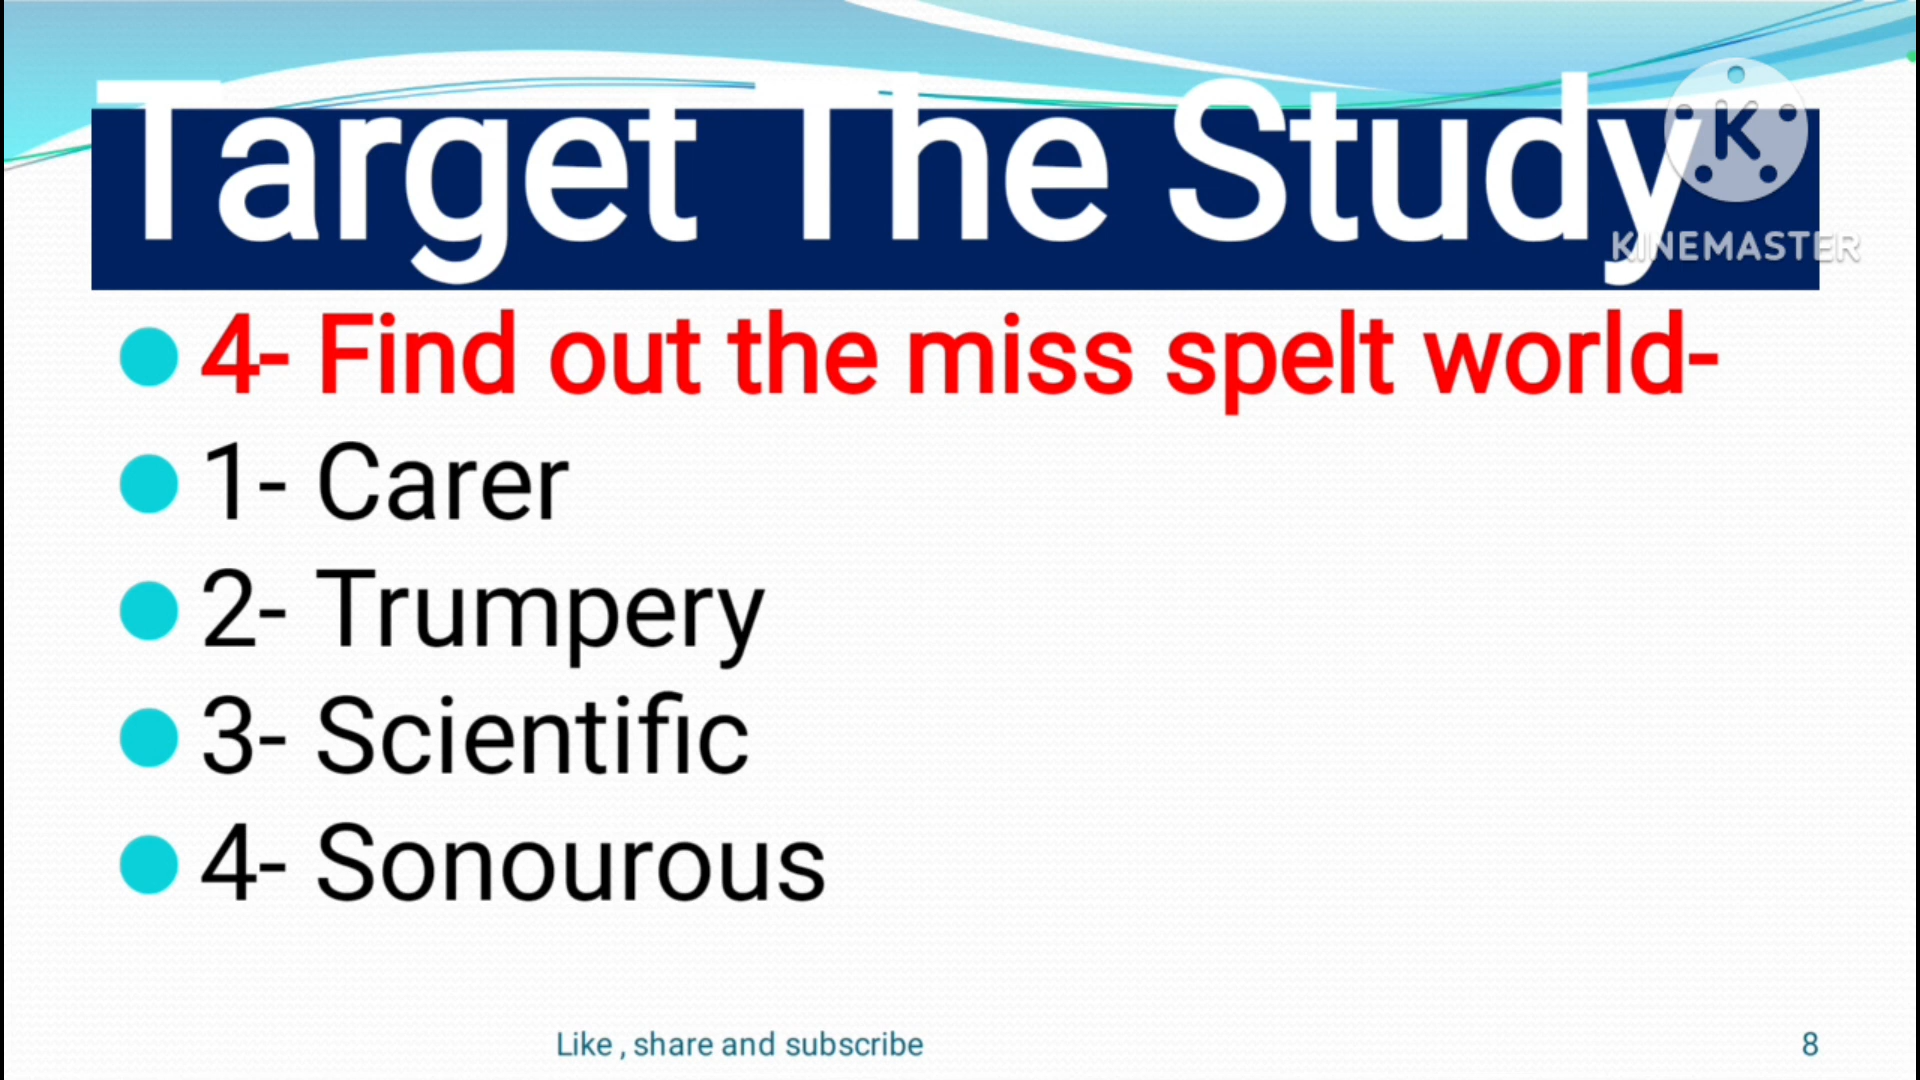 Target The Study
KINEMASTER
4- Find out the miss spelt world-
1- Carer
2- Trumpery
3- Scientific
4- Sonourous
Like , share and subscribe
8